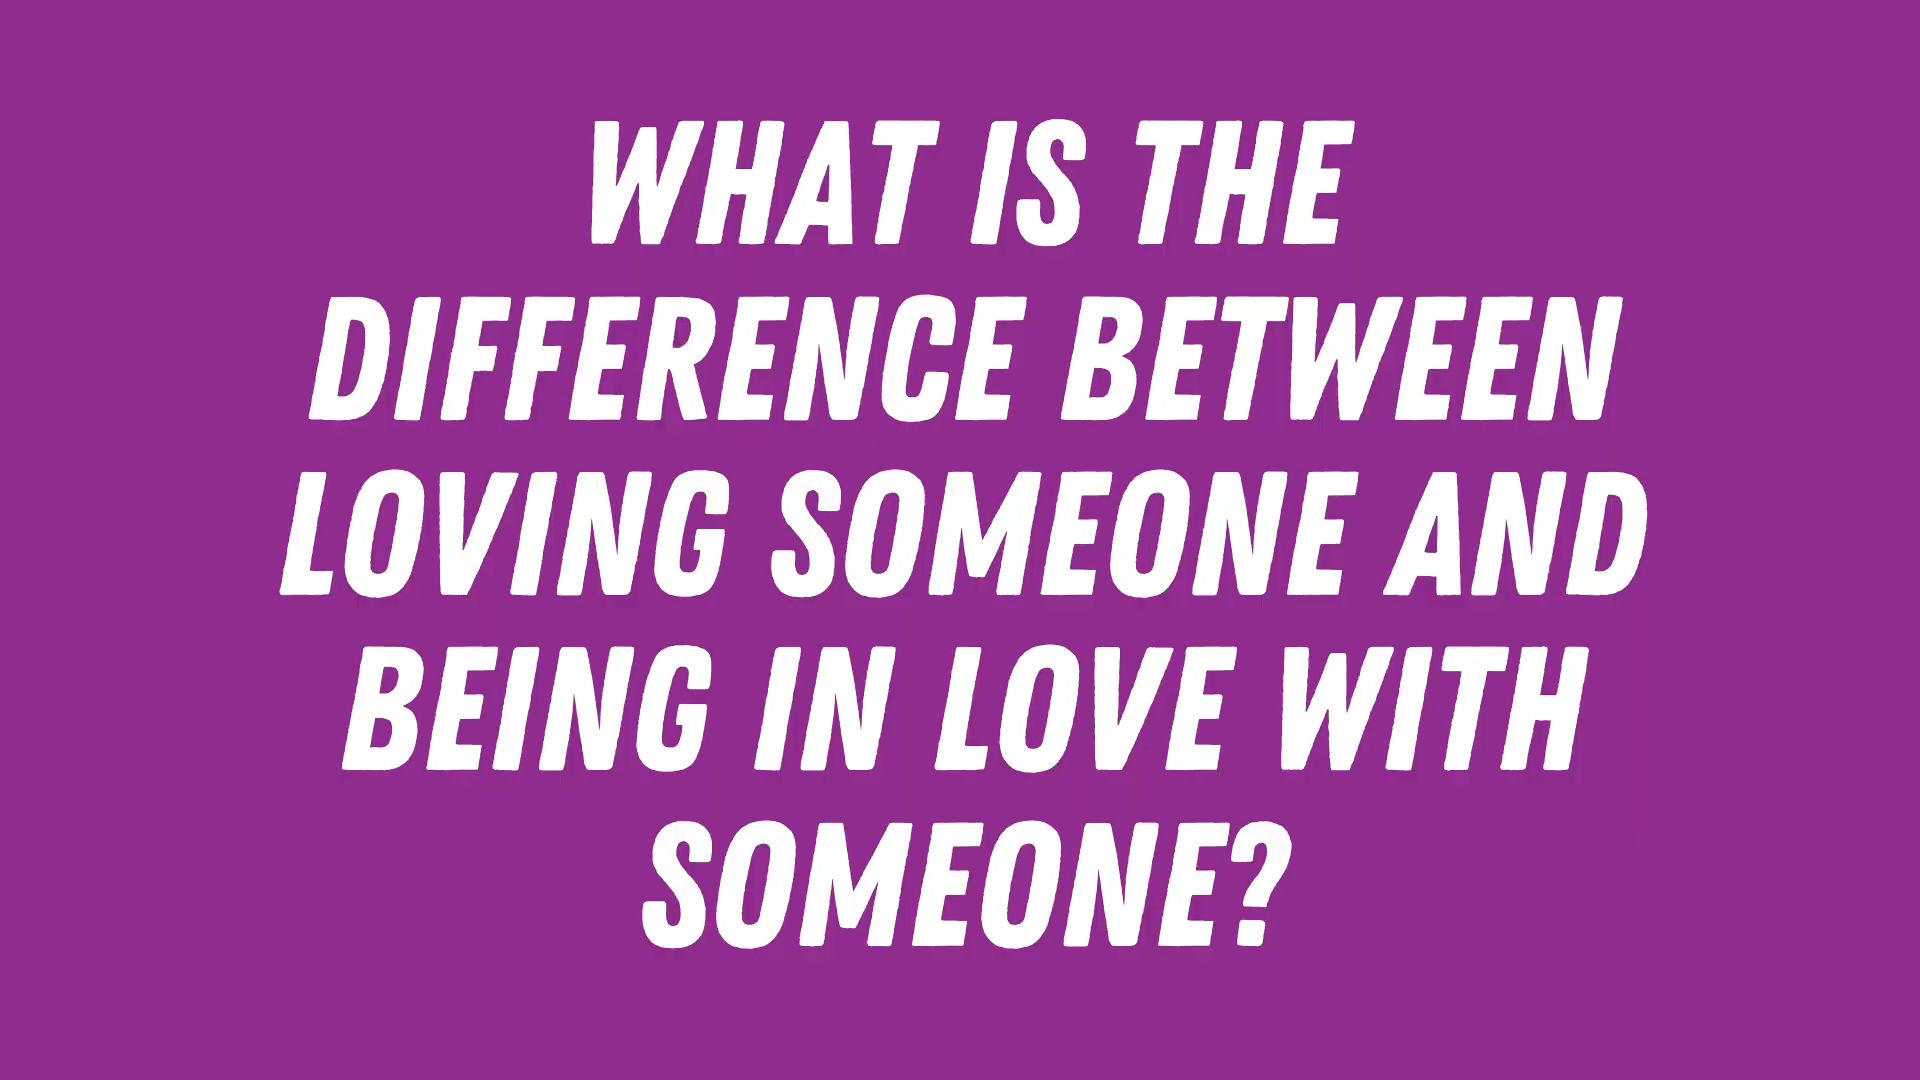 WHAT IS THE
DIFFERENCE BETWEEN
LOVING SOMEONE AND
BEING IN LOVE WITH
SOMEONE?